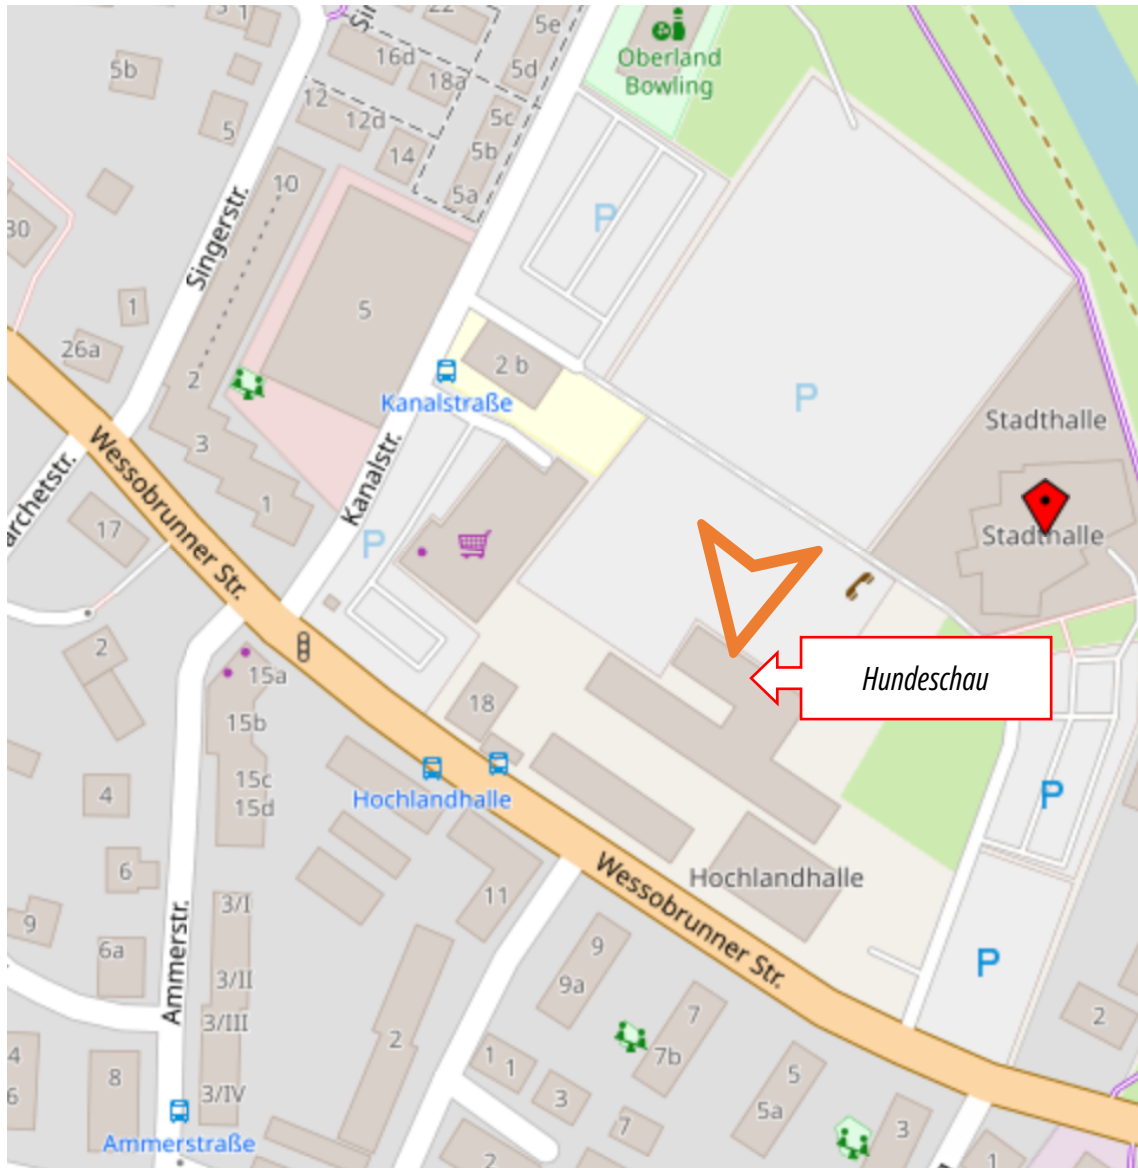 1
22
5e
5b
16d
5d
18a
Oberland
Bowling
12
12d
5c
5
14
5b
10
5a
Singerstr.
30
P
1
5
26a
2
2 b
Kanalstraße
P
Stadthalle
3
Kanalstr.
Wessobrunner Str.
archetstr.
17
1
P
Stadthalle
2
15a
Hundeschau
18
15b
15c
15d
4
Hochlandhalle
P
6
11
Hochlandhalle
Wessobrunner Str.
9
3/I
6a
9
9a
P
3/II
Ammerstr.
3/III
7
2
2
7b
1
1
4
8
5
6
3/IV
3
5a
7
3
Ammerstraße
2
1